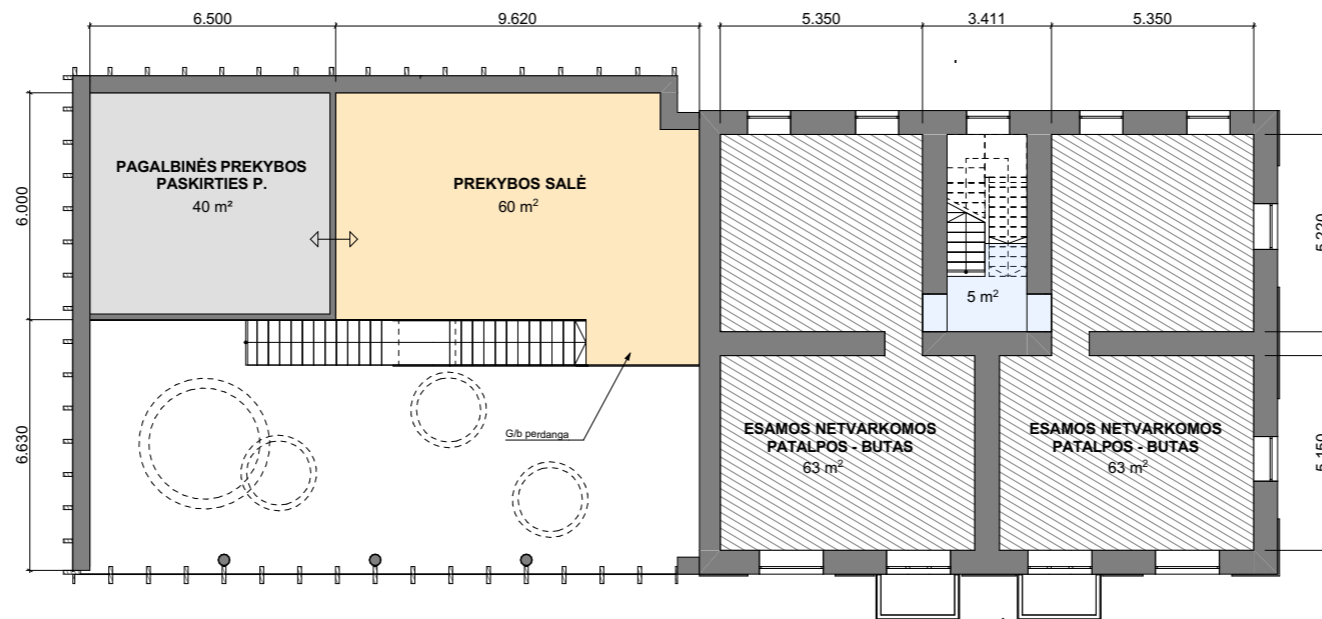 6.500
9.620
5.350
3.411
5.350
6.000
6.630
PAGALBINĖS PREKYBOS
PASKIRTIES P.
40 m²
PREKYBOS SALĖ
60 m²
5 m²
G/b perdanga
ESAMOS NETVARKOMOS
PATALPOS - BUTAS
63 m²
ESAMOS NETVARKOMOS
PATALPOS - BUTAS
63 m²